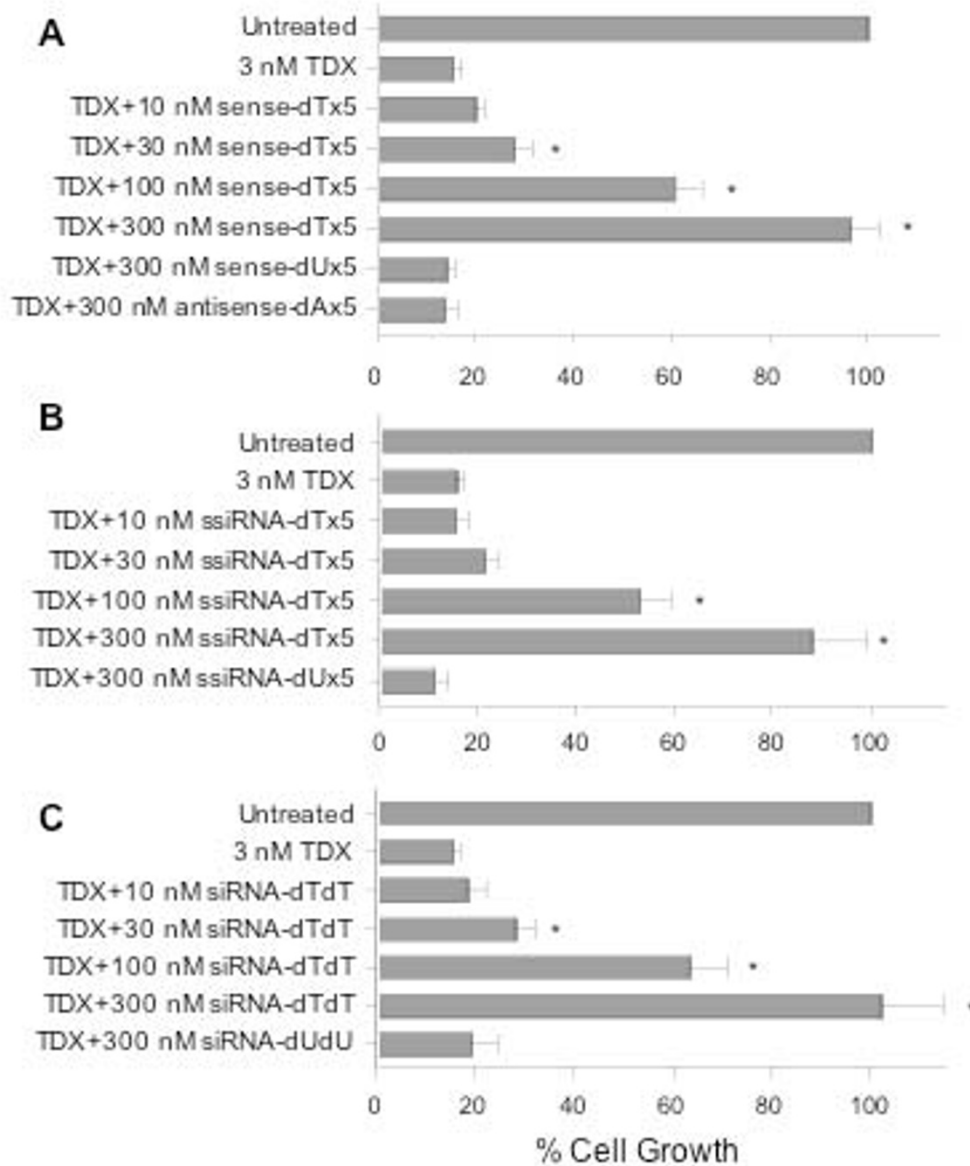 A
Untreated
3 nM TDX
TDX+10 nM sense-dTx5
TDX+30 nM sense-dTx5
TDX+100 nM sense-dTx5
TDX+300 nM sense-dTx5
TDX+300 nM sense-dUx5
TDX+300 nM antisense-dAx5
* * *
0 20 40 60 80 100
B
Untreated
3 nM TDX
TDX+10 nM ssiRNA-dTx5
TDX+30 nM ssiRNA-dTx5
TDX+100 nM ssiRNA-dTx5
TDX+300 nM ssiRNA-dTx5
TDX+300 nM ssiRNA-dUx5
* *
0 20 40 60 80 100
C
Untreated
3 nM TDX
TDX+10 nM siRNA-dTdT
TDX+30 nM siRNA-dTdT
TDX+100 nM siRNA-dTdT
TDX+300 nM siRNA-dTdT
TDX+300 nM siRNA-dUdU
* * *
0 20 40 60 80 100
% Cell Growth